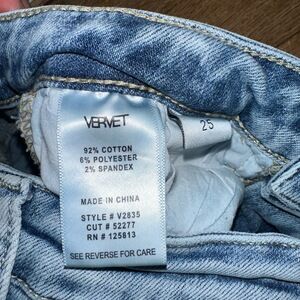 VERVET
25
92% COTTON
6% POLYESTER
2% SPANDEX
MADE IN CHINA
STYLE # V2835
CUT # 52277
RN # 125813
SEE REVERSE FOR CARE